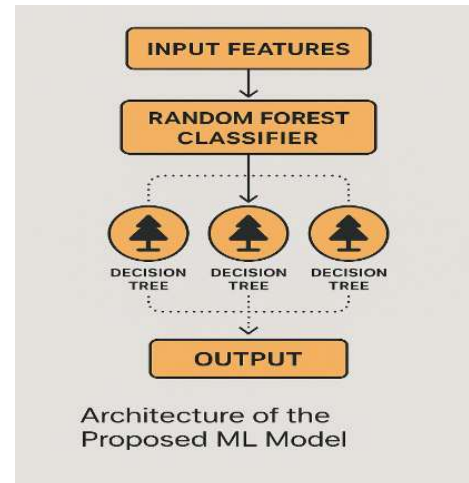 INPUT FEATURES
RANDOM FOREST
CLASSIFIER
DECISION
TREE
DECISION
TREE
DECISION
TREE
OUTPUT
Architecture of the
Proposed ML Model